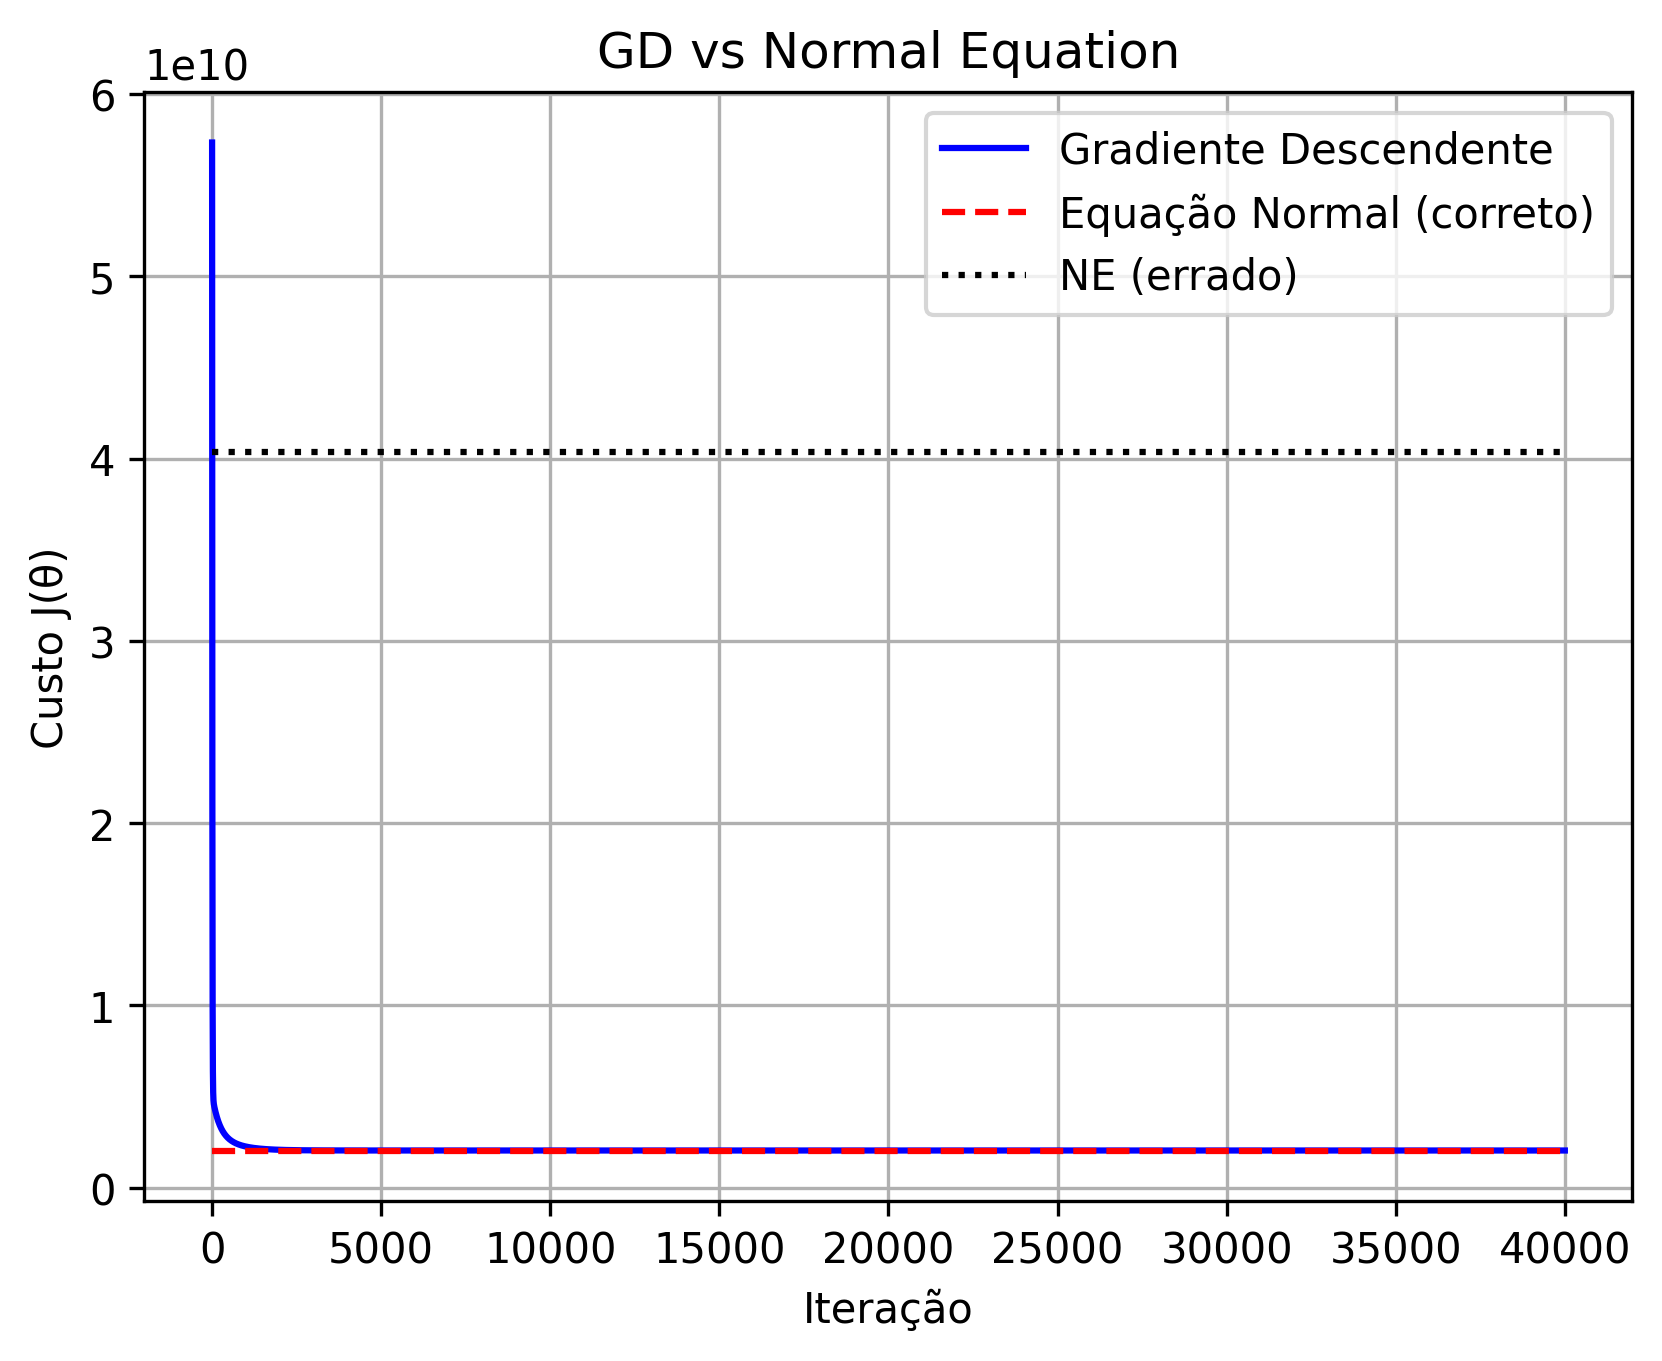 GD vs Normal Equation
1e10
6
5
4
3
2
1
0
Custo J(θ)
Gradiente Descendente
Equação Normal (correto)
NE (errado)
0 5000 10000 15000 20000 25000 30000 35000 40000
Iteração